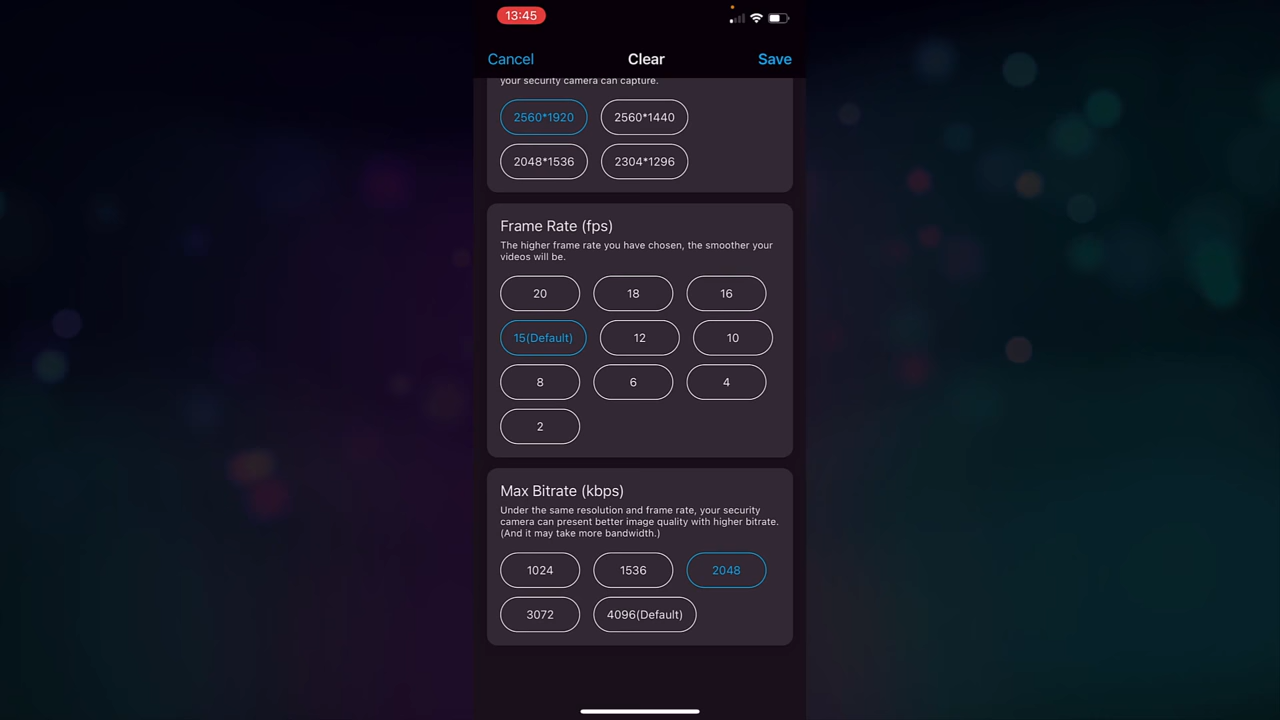 13:45
Cancel Clear Save
your security camera can capture.
2560*1920 2560*1440
2048*1536 2304*1296
Frame Rate (fps)
The higher frame rate you have chosen, the smoother your
videos will be.
20 18 16
15(Default) 12 10
8 6 4
2
Max Bitrate (kbps)
Under the same resolution and frame rate, your security
camera can present better image quality with higher bitrate.
(And it may take more bandwidth.)
1024 1536 2048
3072 4096(Default)